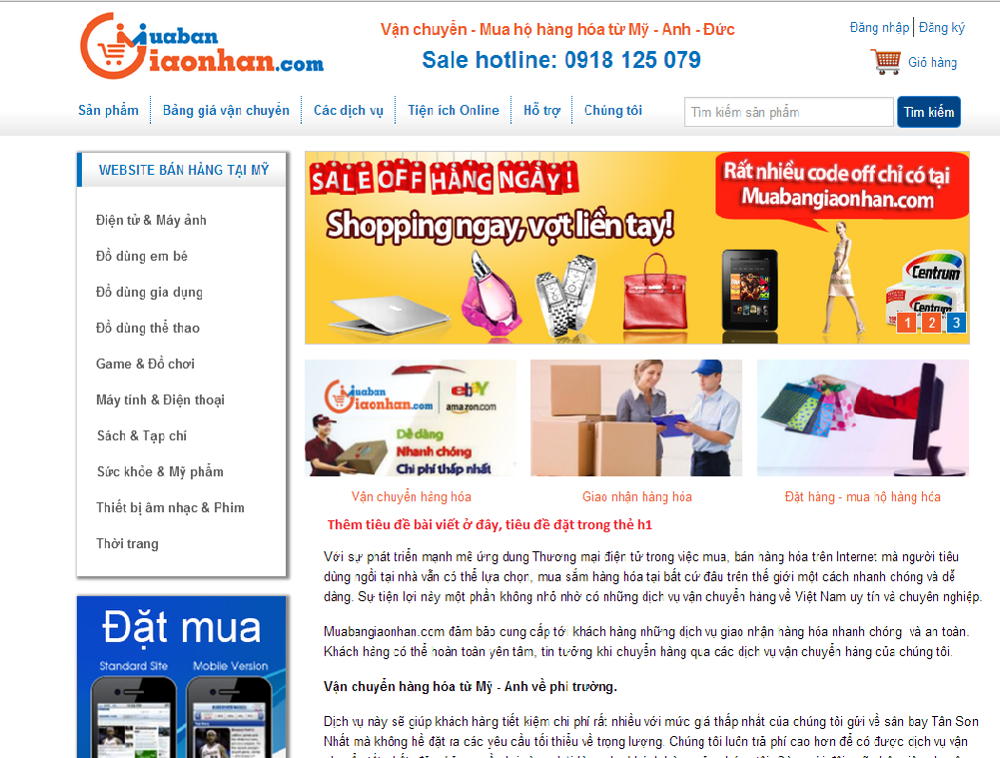 Muaban
Giaonhan.com
Vận chuyển - Mua hộ hàng hóa từ Mỹ - Anh - Đức
Sale hotline: 0918 125 079
Đăng nhập Đăng ký
Giỏ hàng
Sản phẩm Bảng giá vận chuyển Các dịch vụ Tiện ích Online Hỗ trợ Chúng tôi
Tìm kiếm sản phẩm Tìm kiếm
WEBSITE BÁN HÀNG TẠI MỸ
Điện tử & Máy ảnh
Đồ dùng em bé
Đồ dùng gia dụng
Đồ dùng thể thao
Game & Đồ chơi
Máy tính & Điện thoại
Sách & Tạp chí
Sức khỏe & Mỹ phẩm
Thiết bị âm nhạc & Phim
Thời trang
Đặt mua
Standard Site Mobile Version
SALE OFF HÀNG NGÀY!
Shopping ngay, vợt liền tay!
Rất nhiều code off chỉ có tại
Muabangiaonhan.com
Centrum
Centrum
1 2 3
Muaban
Giaonhan.com
ebay
amazon.com
Dễ dàng
Nhanh chóng
Chi phí thấp nhất
Vận chuyển hàng hóa
Giao nhận hàng hóa
Đặt hàng - mua hộ hàng hóa
Thêm tiêu đề bài viết ở đây, tiêu đề đặt trong thẻ h1
Với sự phát triển mạnh mẽ ứng dung Thương mại điện tử trong việc mua, bán hàng hóa trên Internet mà người tiêu
dùng ngồi tại nhà vẫn có thể lựa chọn, mua sắm hàng hóa tại bất cứ đâu trên thế giới một cách nhanh chóng và dễ
dàng. Sự tiện lợi này một phần không nhỏ nhờ có những dịch vụ vận chuyển hàng về Việt Nam uy tín và chuyên nghiệp.
Muabangiaonhan.com đảm bảo cung cấp tới khách hàng những dịch vụ giao nhận hàng hóa nhanh chóng và an toàn.
Khách hàng có thể hoàn toàn yên tâm, tin tưởng khi chuyển hàng qua các dịch vụ vận chuyển hàng của chúng tôi.
Vận chuyển hàng hóa từ Mỹ - Anh về phi trường.
Dịch vụ này sẽ giúp khách hàng tiết kiệm chi phí rất nhiều với mức giá thấp nhất của chúng tôi gửi về sân bay Tân Sơn
Nhất mà không hề đặt ra các yêu cầu tối thiểu về trọng lượng. Chúng tôi luôn trả phí cao hơn để có được dịch vụ vận